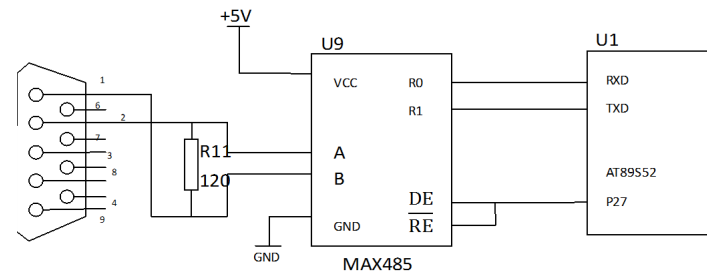 +5V
U9
U1
1
VCC
R0
RXD
6
R1
TXD
2
7
R11
A
3
120
B
8
AT89S52
DE
P27
4
GND
RE
9
GND
MAX485